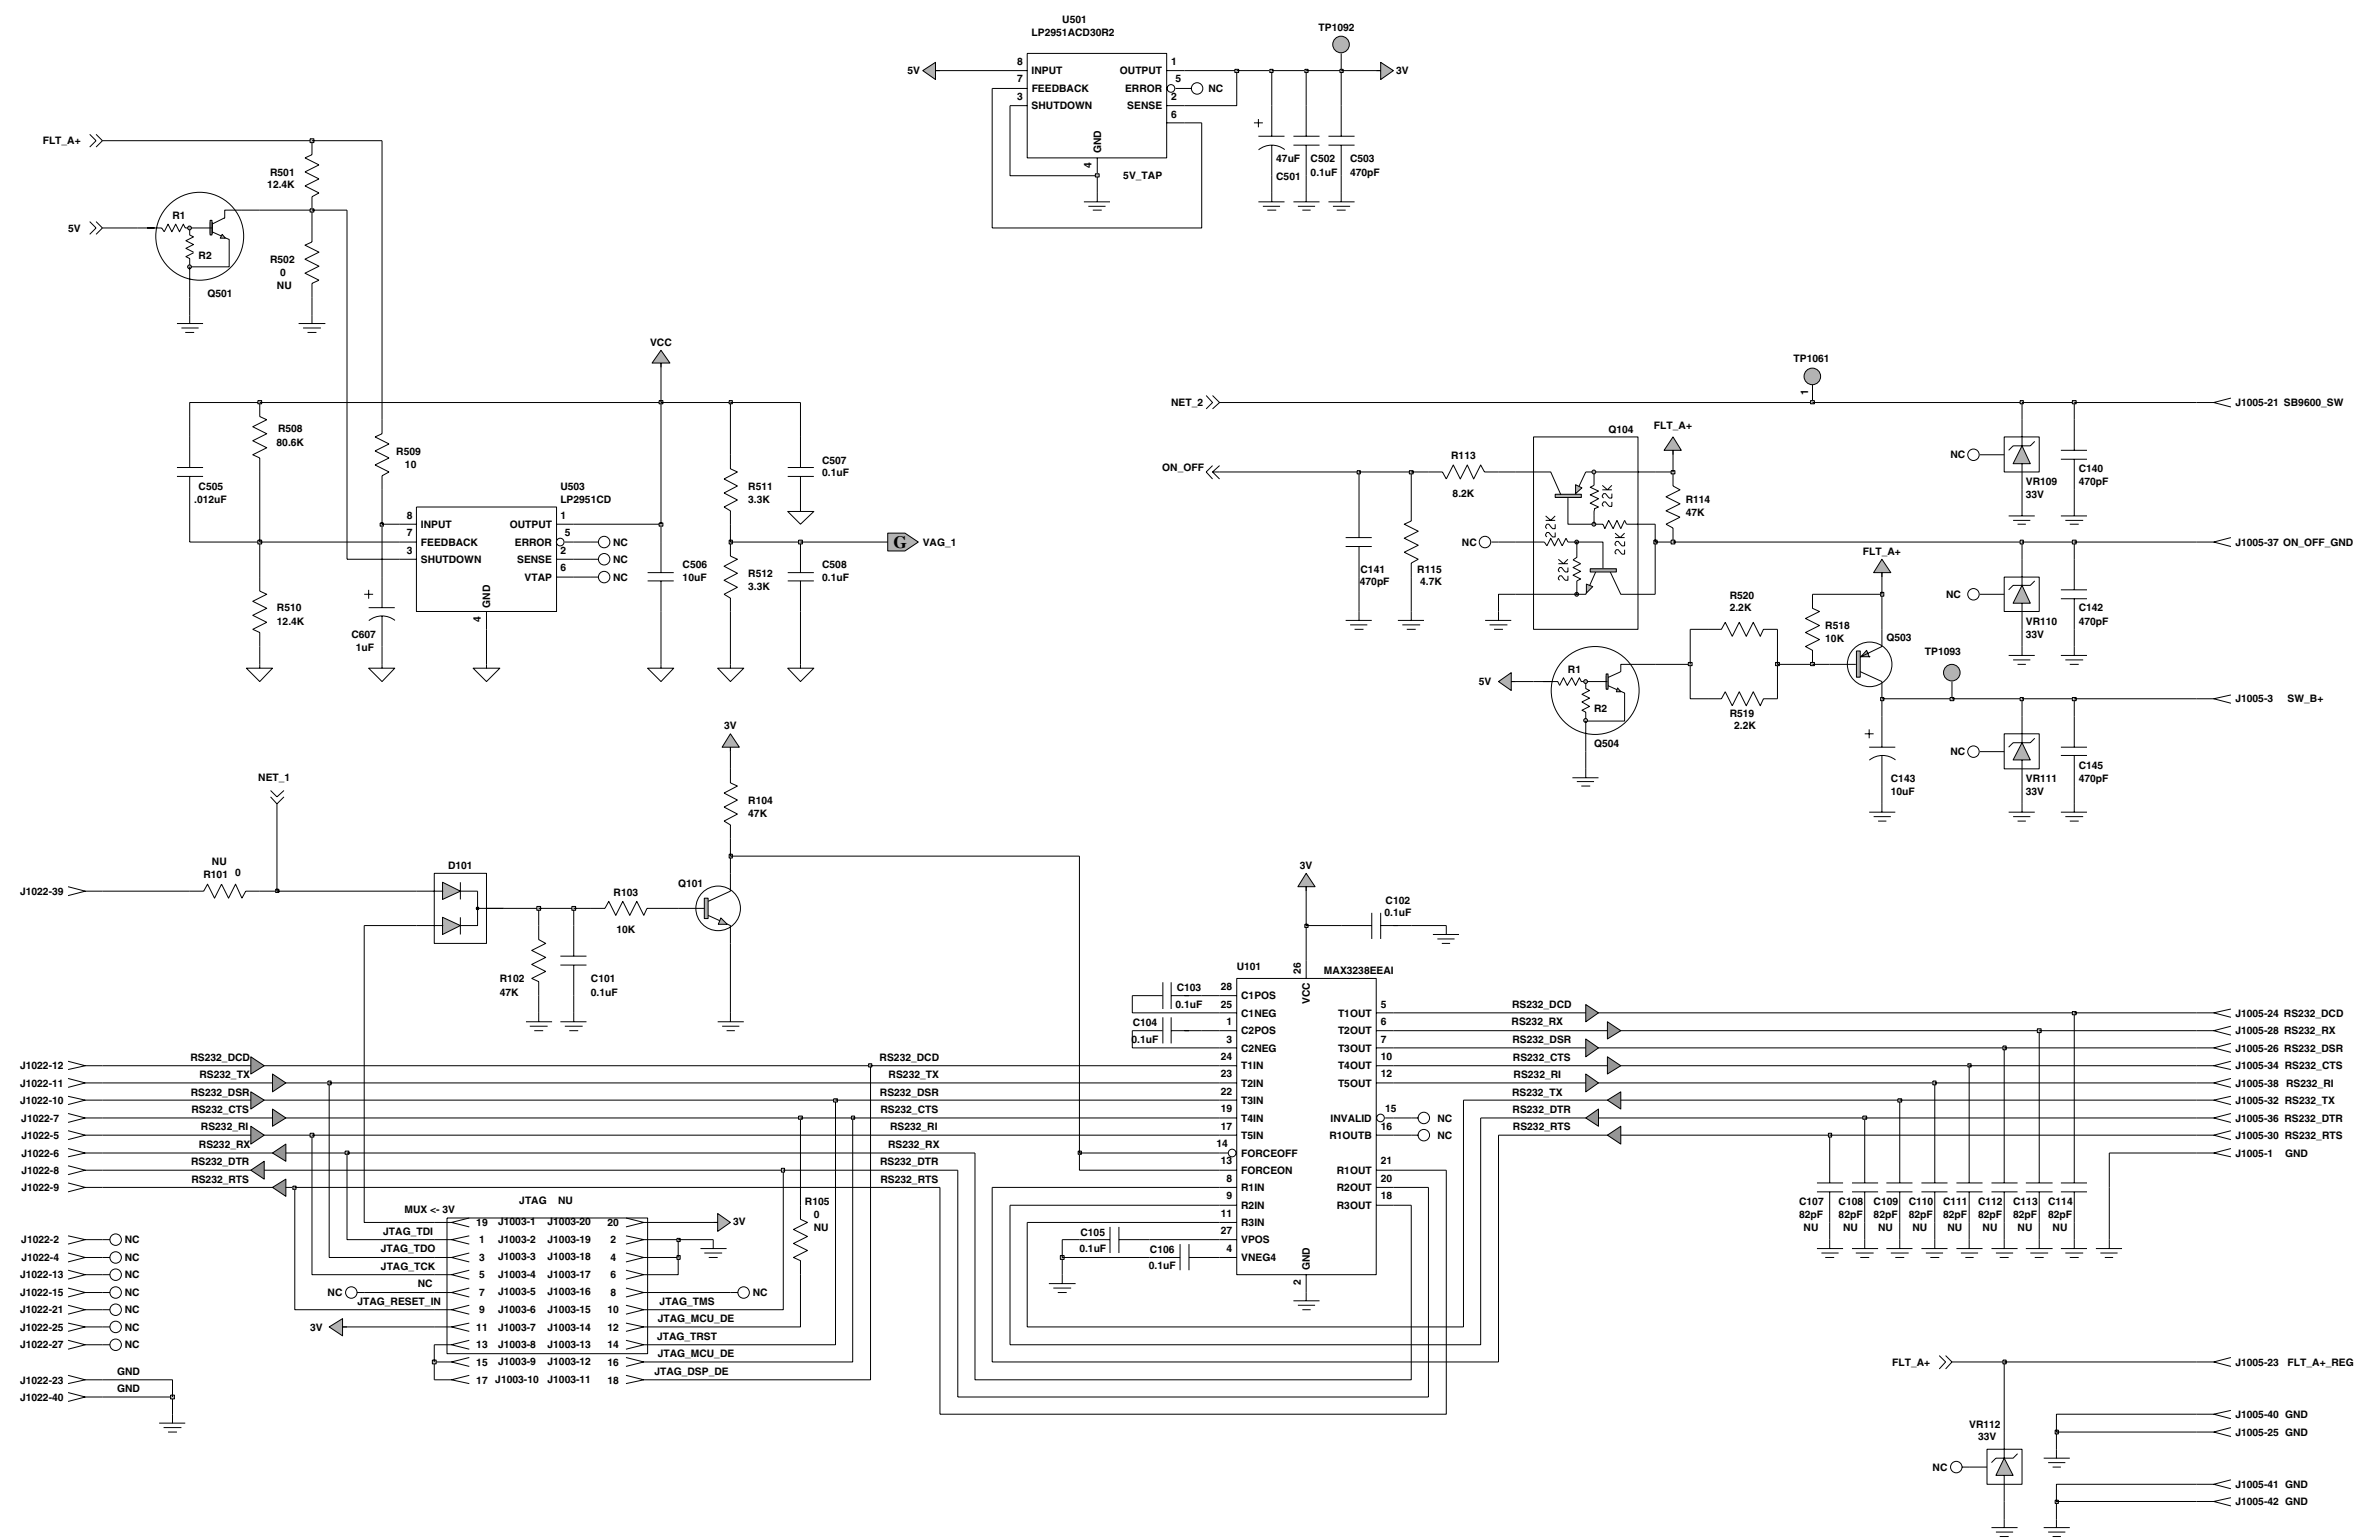 U501
LP2951ACD30R2
TP1092
5V
8 INPUT
7 FEEDBACK
3 SHUTDOWN
OUTPUT 1
ERROR 5 NC
SENSE 2
6
GND
4
5V_TAP
3V
47uF
C501
C502
0.1uF
C503
470pF
FLT_A+
R501
12.4K
5V
R1
R2
Q501
R502
0
NU
VCC
R508
80.6K
R509
10
C505
.012uF
R510
12.4K
C607
1uF
U503
LP2951CD
8 INPUT
7 FEEDBACK
3 SHUTDOWN
OUTPUT 1
ERROR 5 NC
SENSE 2 NC
VTAP 6 NC
GND
4
C506
10uF
R511
3.3K
R512
3.3K
C507
0.1uF
C508
0.1uF
G VAG_1
NET_2
TP1061
1
J1005-21 SB9600_SW
NC
VR109
33V
C140
470pF
Q104
FLT_A+
ON_OFF
R113
8.2K
22K
22K
22K
22K
NC
R114
47K
C141
470pF
R115
4.7K
J1005-37 ON_OFF_GND
FLT_A+
NC
VR110
33V
C142
470pF
R520
2.2K
R518
10K
Q503
TP1093
5V
R1
R2
Q504
R519
2.2K
J1005-3 SW_B+
C143
10uF
NC
VR111
33V
C145
470pF
3V
R104
47K
NET_1
J1022-39
NU
R101 0
D101
R103
10K
Q101
R102
47K
C101
0.1uF
3V
C102
0.1uF
U101
MAX3238EEAI
26
VCC
C103
0.1uF
C104
0.1uF
28 C1POS
25 C1NEG
1 C2POS
3 C2NEG
24 T1IN
23 T2IN
22 T3IN
19 T4IN
17 T5IN
14 FORCEOFF
13 FORCEON
8 R1IN
9 R2IN
11 R3IN
27 VPOS
4 VNEG4
C105
0.1uF
C106
0.1uF
GND
2
T1OUT 5
T2OUT 6
T3OUT 7
T4OUT 10
T5OUT 12
INVALID 15 NC
R1OUTB 16 NC
R1OUT 21
R2OUT 20
R3OUT 18
J1022-12 RS232_DCD RS232_DCD
J1022-11 RS232_TX RS232_TX
J1022-10 RS232_DSR RS232_DSR
J1022-7 RS232_CTS RS232_CTS
J1022-5 RS232_RI RS232_RI
J1022-6 RS232_RX RS232_RX
J1022-8 RS232_DTR RS232_DTR
J1022-9 RS232_RTS RS232_RTS
RS232_DCD J1005-24 RS232_DCD
RS232_RX J1005-28 RS232_RX
RS232_DSR J1005-26 RS232_DSR
RS232_CTS J1005-34 RS232_CTS
RS232_RI J1005-38 RS232_RI
RS232_TX J1005-32 RS232_TX
RS232_DTR J1005-36 RS232_DTR
RS232_RTS J1005-30 RS232_RTS
J1005-1 GND
C107
82pF
NU
C108
82pF
NU
C109
82pF
NU
C110
82pF
NU
C111
82pF
NU
C112
82pF
NU
C113
82pF
NU
C114
82pF
NU
R105
0
NU
JTAG NU
MUX <- 3V
19 J1003-1 J1003-20 20 3V
JTAG_TDI 1 J1003-2 J1003-19 2
JTAG_TDO 3 J1003-3 J1003-18 4
JTAG_TCK 5 J1003-4 J1003-17 6
NC NC 7 J1003-5 J1003-16 8 NC
JTAG_RESET_IN 9 J1003-6 J1003-15 10 JTAG_TMS
3V 11 J1003-7 J1003-14 12 JTAG_MCU_DE
13 J1003-8 J1003-13 14 JTAG_TRST
15 J1003-9 J1003-12 16 JTAG_MCU_DE
17 J1003-10 J1003-11 18 JTAG_DSP_DE
J1022-2 NC
J1022-4 NC
J1022-13 NC
J1022-15 NC
J1022-21 NC
J1022-25 NC
J1022-27 NC
J1022-23 GND
J1022-40 GND
FLT_A+ J1005-23 FLT_A+_REG
VR112
33V
NC
J1005-40 GND
J1005-25 GND
J1005-41 GND
J1005-42 GND